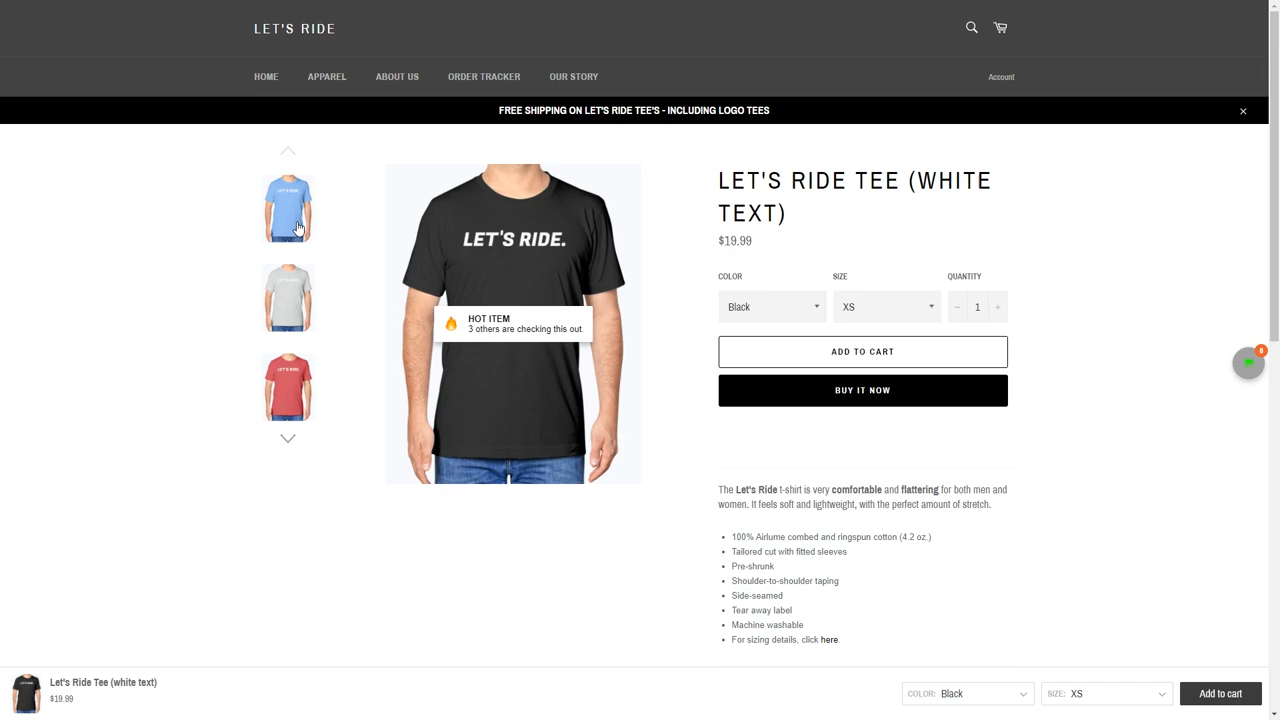 LET'S RIDE
HOME APPAREL ABOUT US ORDER TRACKER OUR STORY Account
FREE SHIPPING ON LET'S RIDE TEE'S - INCLUDING LOGO TEES
LET'S RIDE.
LET'S RIDE.
LET'S RIDE.
LET'S RIDE.
HOT ITEM
3 others are checking this out.
LET'S RIDE TEE (WHITE
TEXT)
$19.99
COLOR SIZE QUANTITY
Black XS − 1 +
ADD TO CART
BUY IT NOW
The Let's Ride t-shirt is very comfortable and flattering for both men and
women. It feels soft and lightweight, with the perfect amount of stretch.
• 100% Airlume combed and ringspun cotton (4.2 oz.)
• Tailored cut with fitted sleeves
• Pre-shrunk
• Shoulder-to-shoulder taping
• Side-seamed
• Tear away label
• Machine washable
• For sizing details, click here.
Let's Ride Tee (white text)
$19.99
COLOR: Black SIZE: XS Add to cart